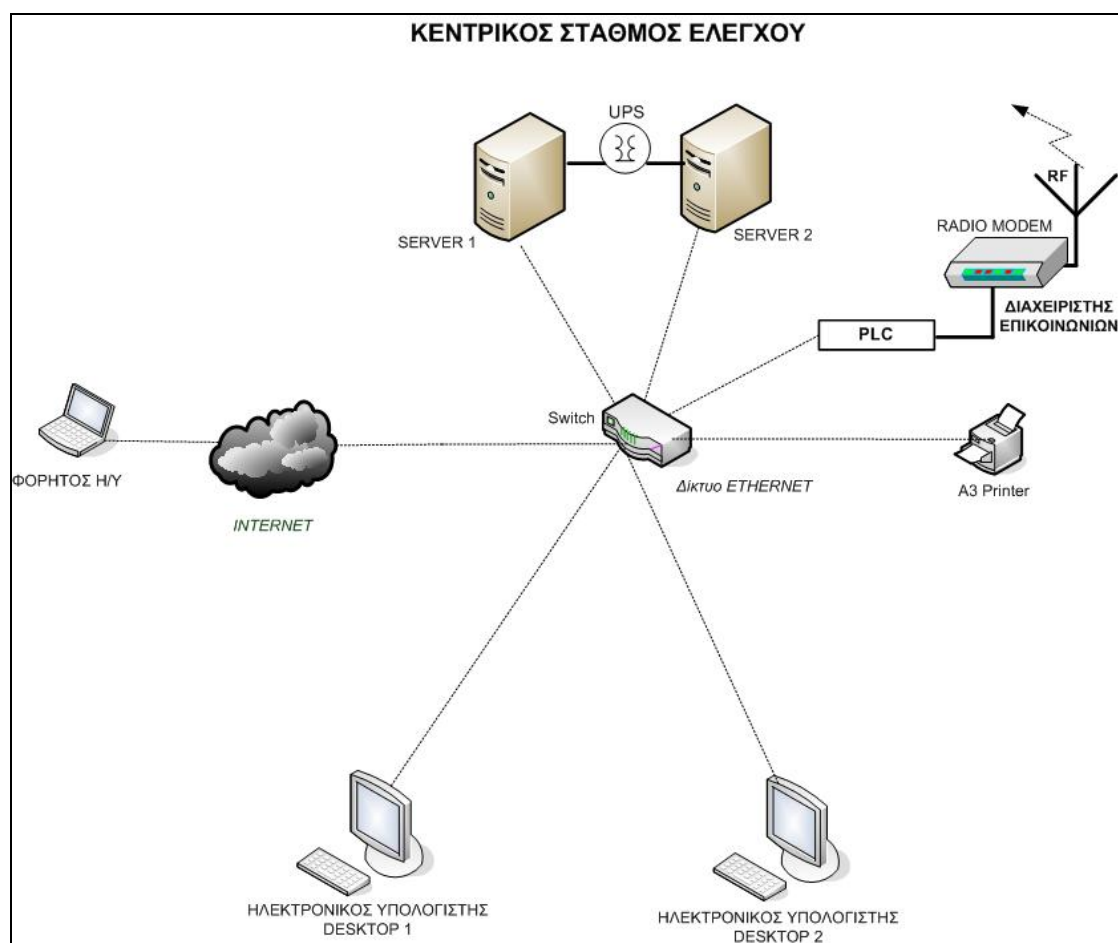 ΚΕΝΤΡΙΚΟΣ ΣΤΑΘΜΟΣ ΕΛΕΓΧΟΥ
UPS
SERVER 1
SERVER 2
RF
RADIO MODEM
ΔΙΑΧΕΙΡΙΣΤΗΣ
ΕΠΙΚΟΙΝΩΝΙΩΝ
PLC
Switch
Δίκτυο ETHERNET
A3 Printer
ΦΟΡΗΤΟΣ Η/Υ
INTERNET
ΗΛΕΚΤΡΟΝΙΚΟΣ ΥΠΟΛΟΓΙΣΤΗΣ
DESKTOP 1
ΗΛΕΚΤΡΟΝΙΚΟΣ ΥΠΟΛΟΓΙΣΤΗΣ
DESKTOP 2